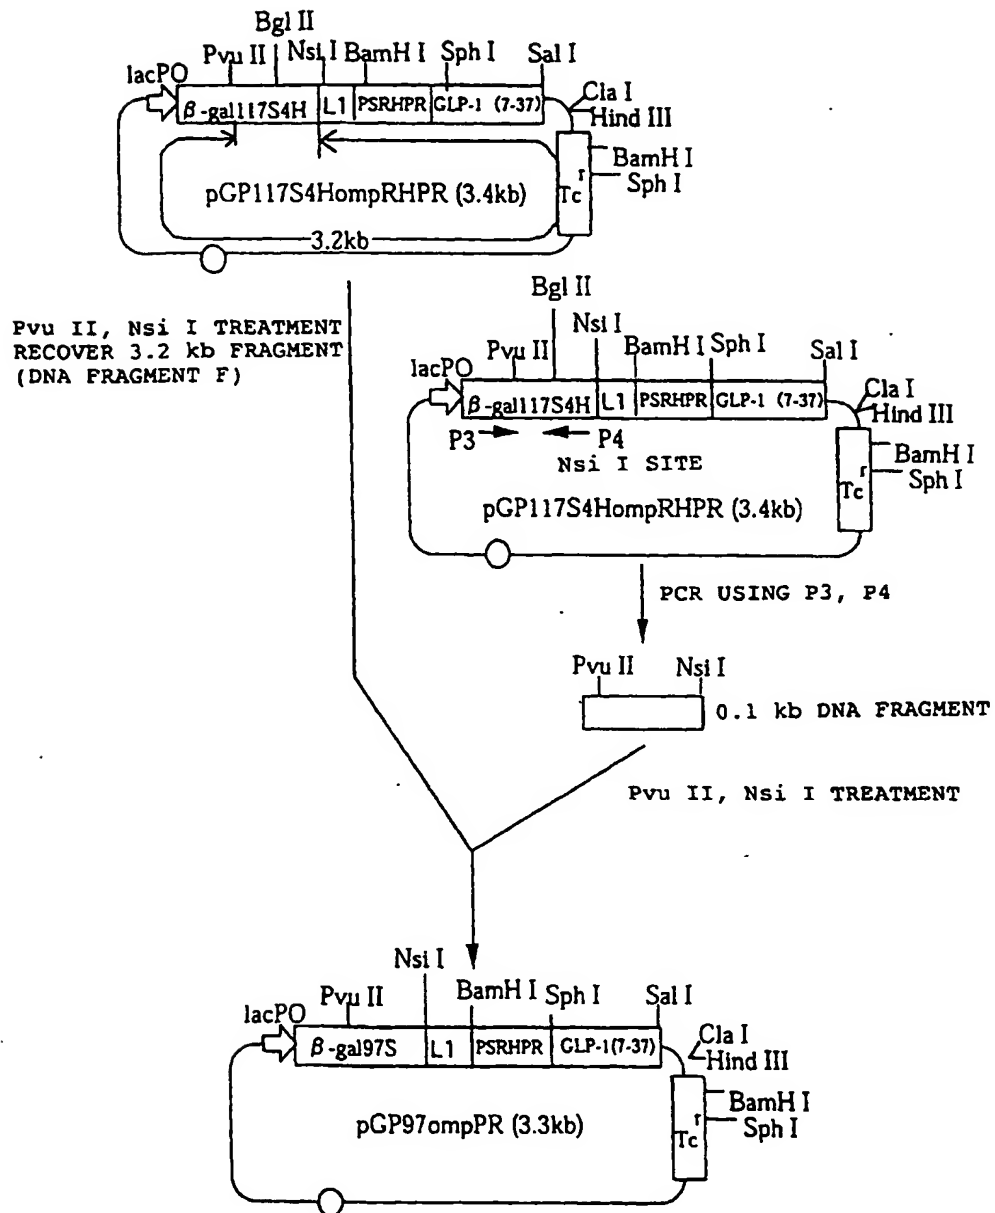 Bgl II
Pvu II Nsi I BamH I Sph I Sal I
lacPO
β-gal117S4H L1 PSRHPR GLP-1 (7-37)
Cla I
Hind III
BamH I
Tc r
Sph I
pGP117S4HompRHPR (3.4kb)
3.2kb
Pvu II, Nsi I TREATMENT
RECOVER 3.2 kb FRAGMENT
(DNA FRAGMENT F)
Bgl II
Nsi I
Pvu II BamH I Sph I Sal I
lacPO
β-gal117S4H L1 PSRHPR GLP-1 (7-37)
Cla I
Hind III
P3 P4
Nsi I SITE
BamH I
Tc r
Sph I
pGP117S4HompRHPR (3.4kb)
PCR USING P3, P4
Pvu II Nsi I
0.1 kb DNA FRAGMENT
Pvu II, Nsi I TREATMENT
Nsi I
Pvu II BamH I Sph I Sal I
lacPO
β-gal97S L1 PSRHPR GLP-1(7-37)
Cla I
Hind III
BamH I
Tc r
Sph I
pGP97ompPR (3.3kb)